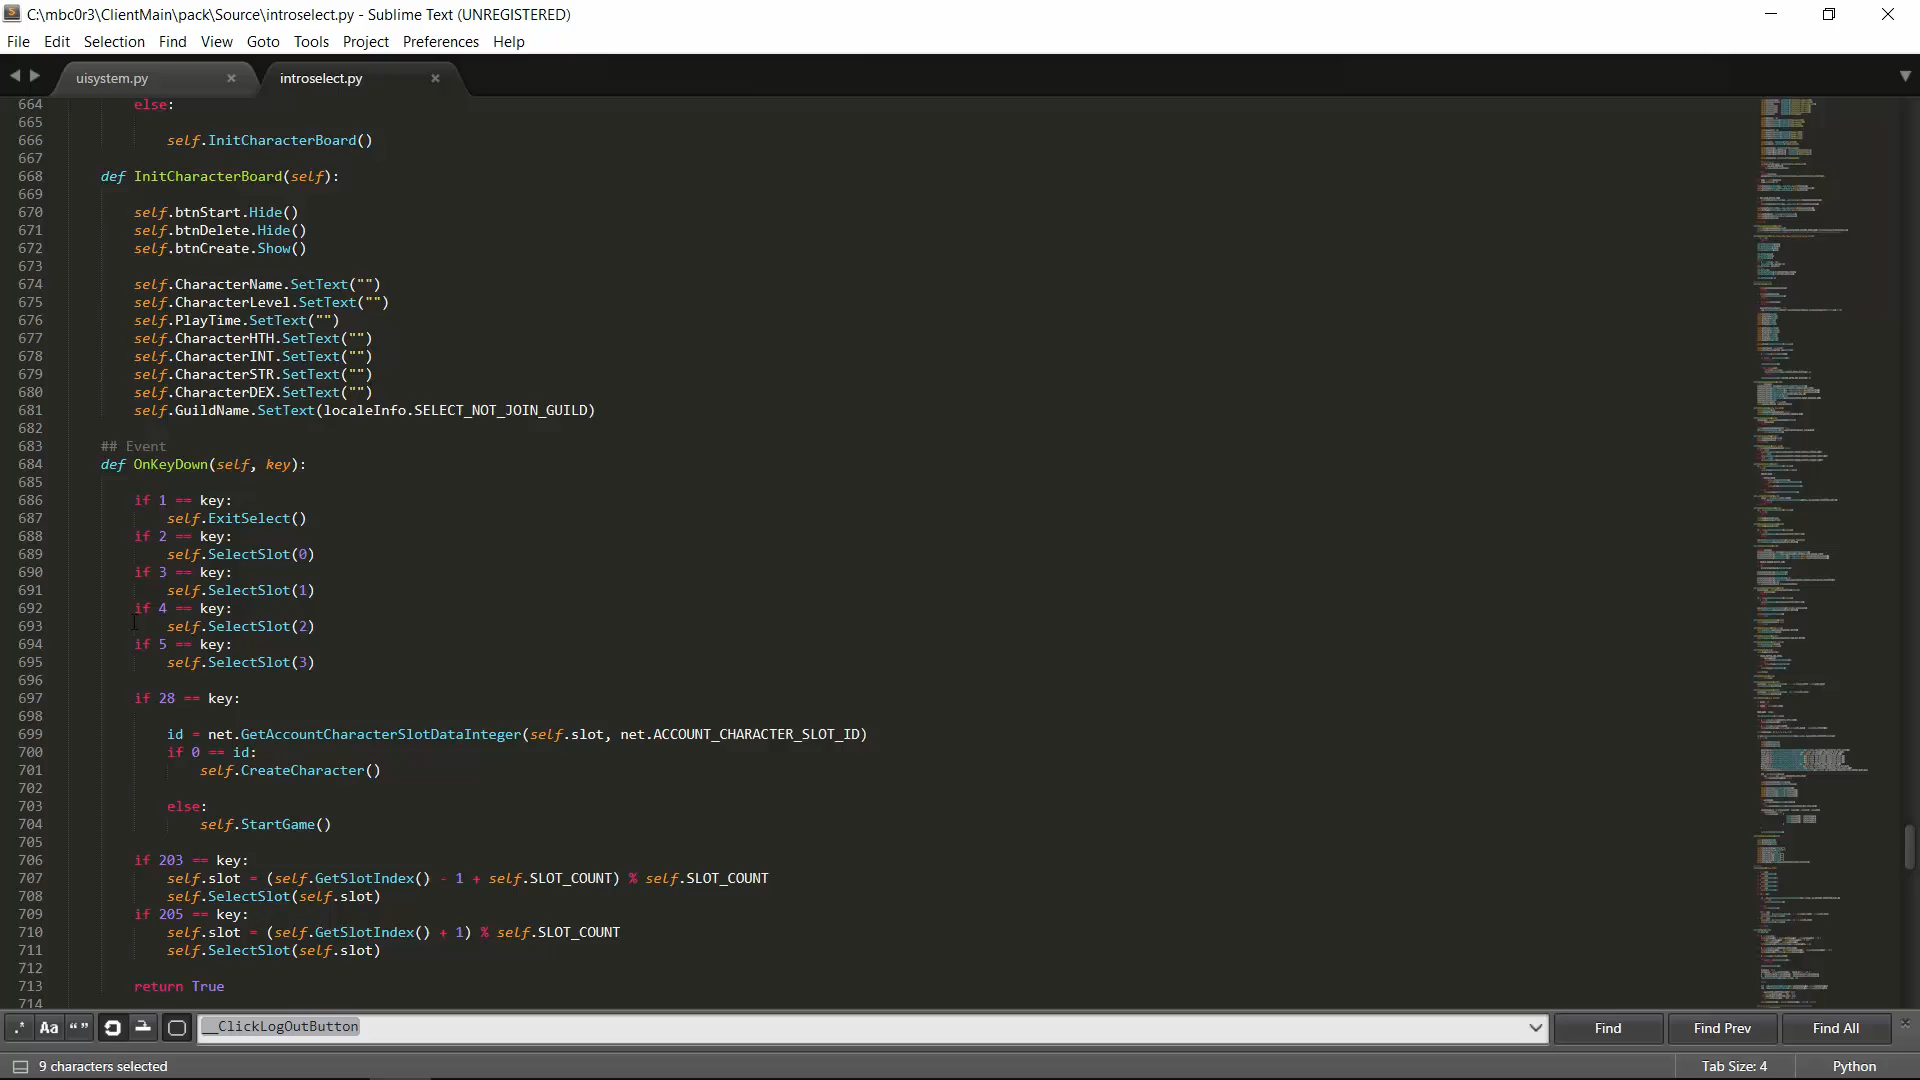 C:\mbc0r3\ClientMain\pack\Source\introselect.py - Sublime Text (UNREGISTERED)
File Edit Selection Find View Goto Tools Project Preferences Help
uisystem.py × introselect.py ×
664 else:
665
666 self.InitCharacterBoard()
667
668 def InitCharacterBoard(self):
669
670 self.btnStart.Hide()
671 self.btnDelete.Hide()
672 self.btnCreate.Show()
673
674 self.CharacterName.SetText("")
675 self.CharacterLevel.SetText("")
676 self.PlayTime.SetText("")
677 self.CharacterHTH.SetText("")
678 self.CharacterINT.SetText("")
679 self.CharacterSTR.SetText("")
680 self.CharacterDEX.SetText("")
681 self.GuildName.SetText(localeInfo.SELECT_NOT_JOIN_GUILD)
682
683 ## Event
684 def OnKeyDown(self, key):
685
686 if 1 == key:
687 self.ExitSelect()
688 if 2 == key:
689 self.SelectSlot(0)
690 if 3 == key:
691 self.SelectSlot(1)
692 if 4 == key:
693 self.SelectSlot(2)
694 if 5 == key:
695 self.SelectSlot(3)
696
697 if 28 == key:
698
699 id = net.GetAccountCharacterSlotDataInteger(self.slot, net.ACCOUNT_CHARACTER_SLOT_ID)
700 if 0 == id:
701 self.CreateCharacter()
702
703 else:
704 self.StartGame()
705
706 if 203 == key:
707 self.slot = (self.GetSlotIndex() - 1 + self.SLOT_COUNT) % self.SLOT_COUNT
708 self.SelectSlot(self.slot)
709 if 205 == key:
710 self.slot = (self.GetSlotIndex() + 1) % self.SLOT_COUNT
711 self.SelectSlot(self.slot)
712
713 return True
714
.* Aa “” __ClickLogOutButton Find Find Prev Find All
9 characters selected Tab Size: 4 Python